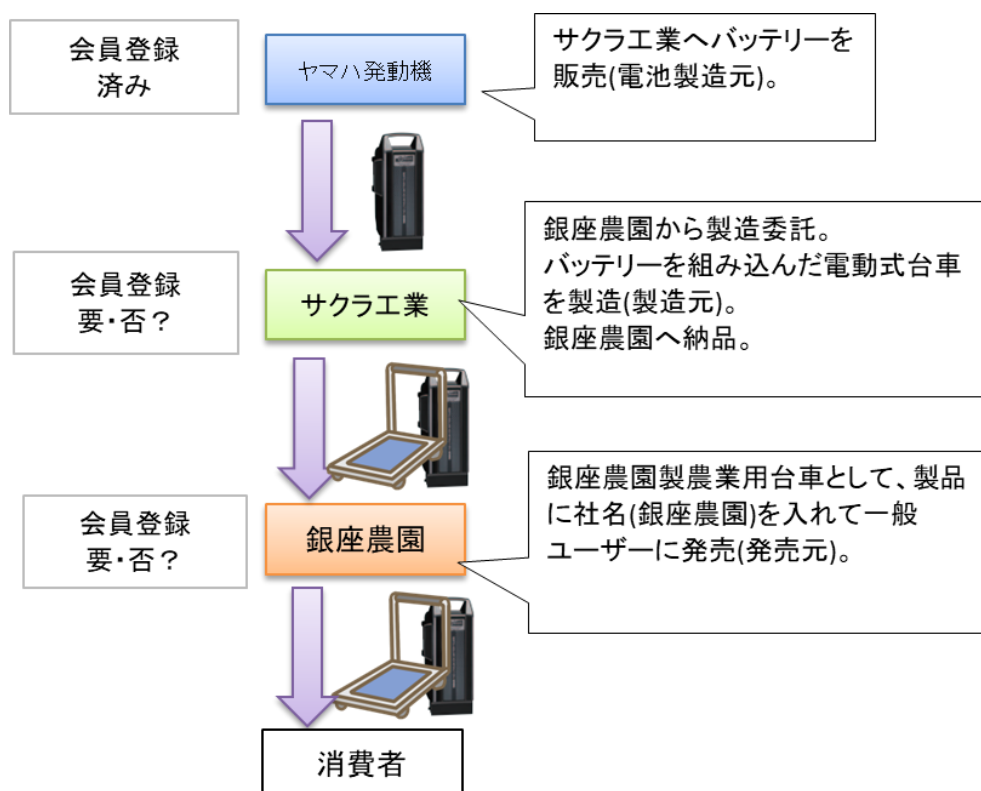 会員登録
済み
ヤマハ発動機
サクラ工業へバッテリーを
販売(電池製造元)。
会員登録
要・否？
サクラ工業
銀座農園から製造委託。
バッテリーを組み込んだ電動式台車
を製造(製造元)。
銀座農園へ納品。
会員登録
要・否？
銀座農園
銀座農園製農業用台車として、製品
に社名(銀座農園)を入れて一般
ユーザーに発売(発売元)。
消費者